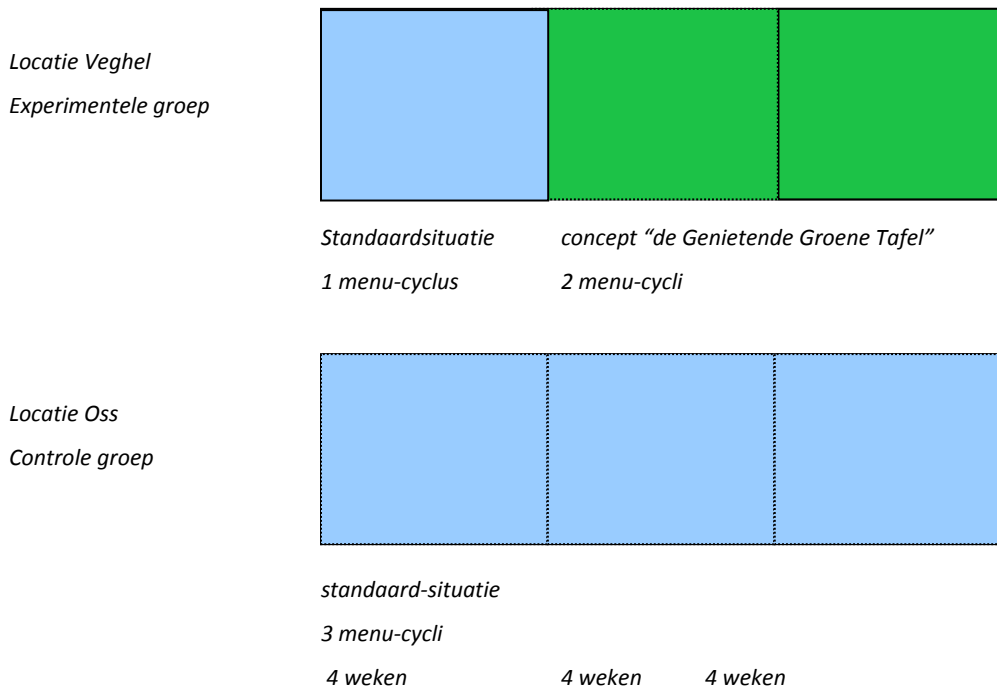 Locatie Veghel
Experimentele groep
Standaardsituatie concept “de Genietende Groene Tafel”
1 menu-cyclus 2 menu-cycli
Locatie Oss
Controle groep
standaard-situatie
3 menu-cycli
4 weken 4 weken 4 weken